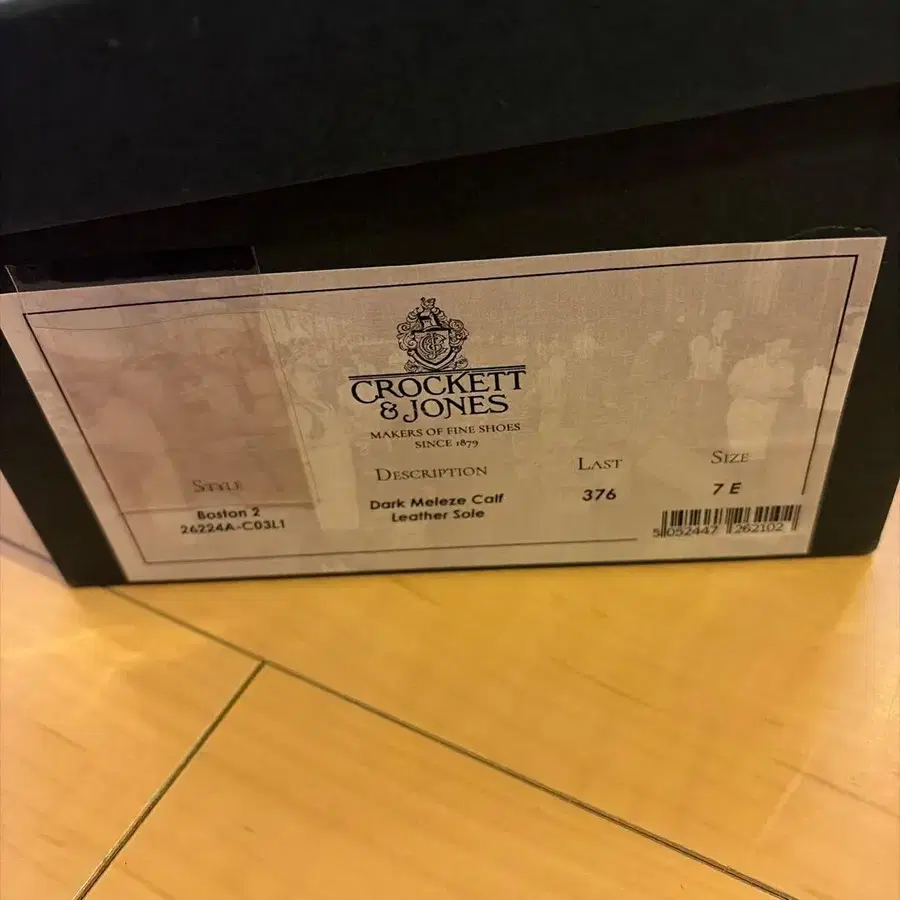 CROCKETT
& JONES
MAKERS OF FINE SHOES
SINCE 1879
STYLE
Boston 2
26224A-C03L1
DESCRIPTION
Dark Meleze Calf
Leather Sole
LAST
376
SIZE
7 E
5 052447 262102